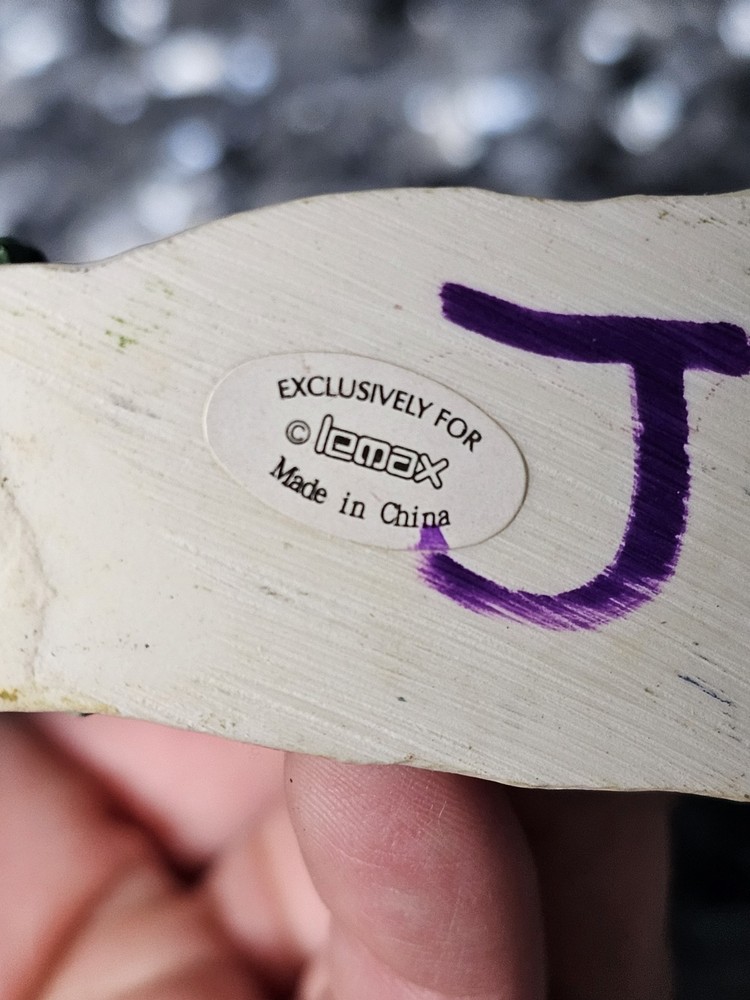 EXCLUSIVELY FOR
© lemax
Made in China
J